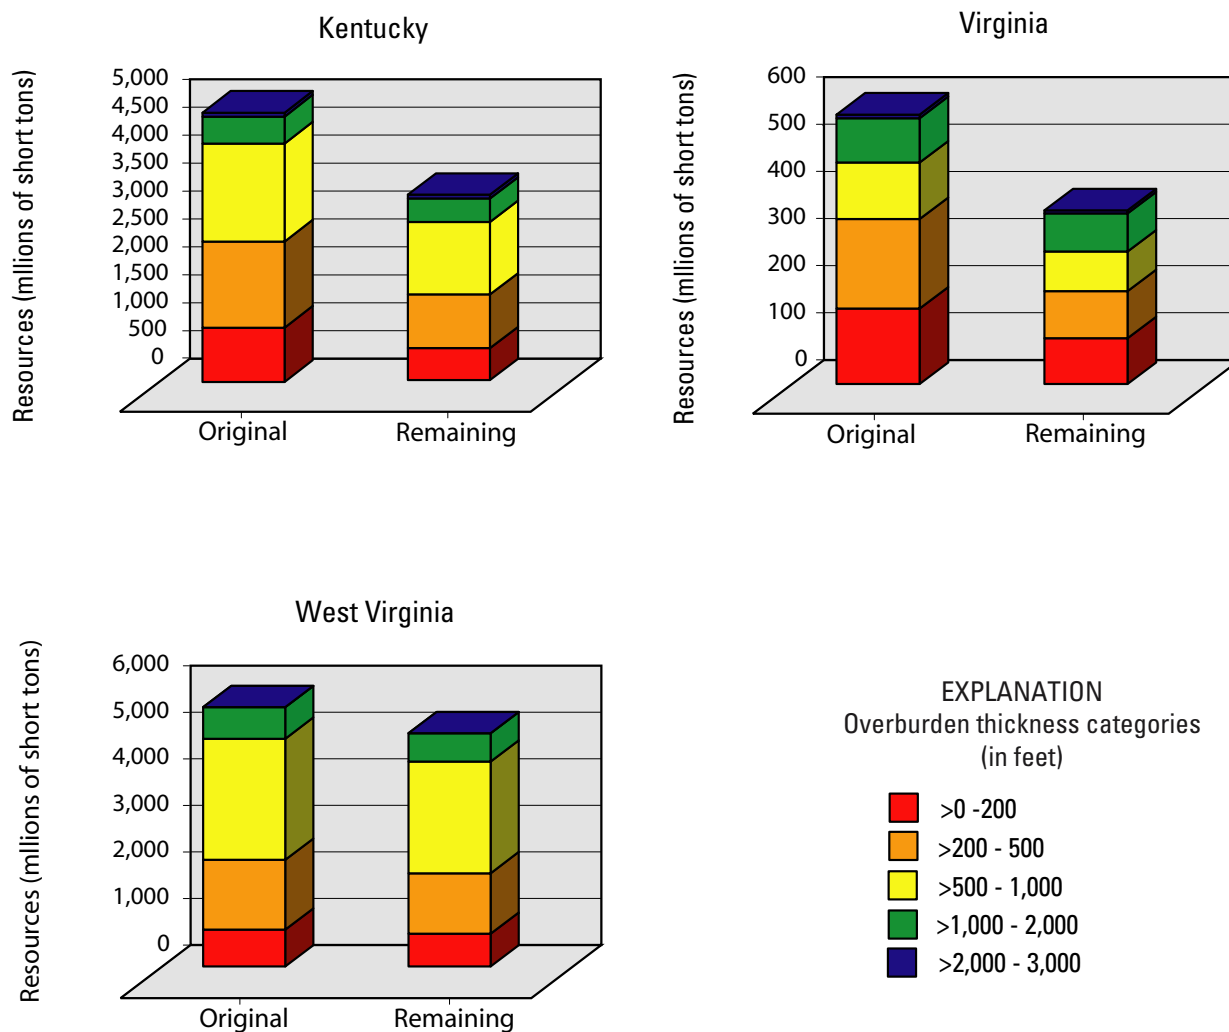 Kentucky
Resources (mllions of short tons)
5,000
4,500
4,000
3,500
3,000
2,500
2,000
1,500
1,000
500
0
Original
Remaining
Virginia
Resources (mllions of short tons)
600
500
400
300
200
100
0
Original
Remaining
West Virginia
Resources (mllions of short tons)
6,000
5,000
4,000
3,000
2,000
1,000
0
Original
Remaining
EXPLANATION
Overburden thickness categories
(in feet)
>0 -200
>200 - 500
>500 - 1,000
>1,000 - 2,000
>2,000 - 3,000